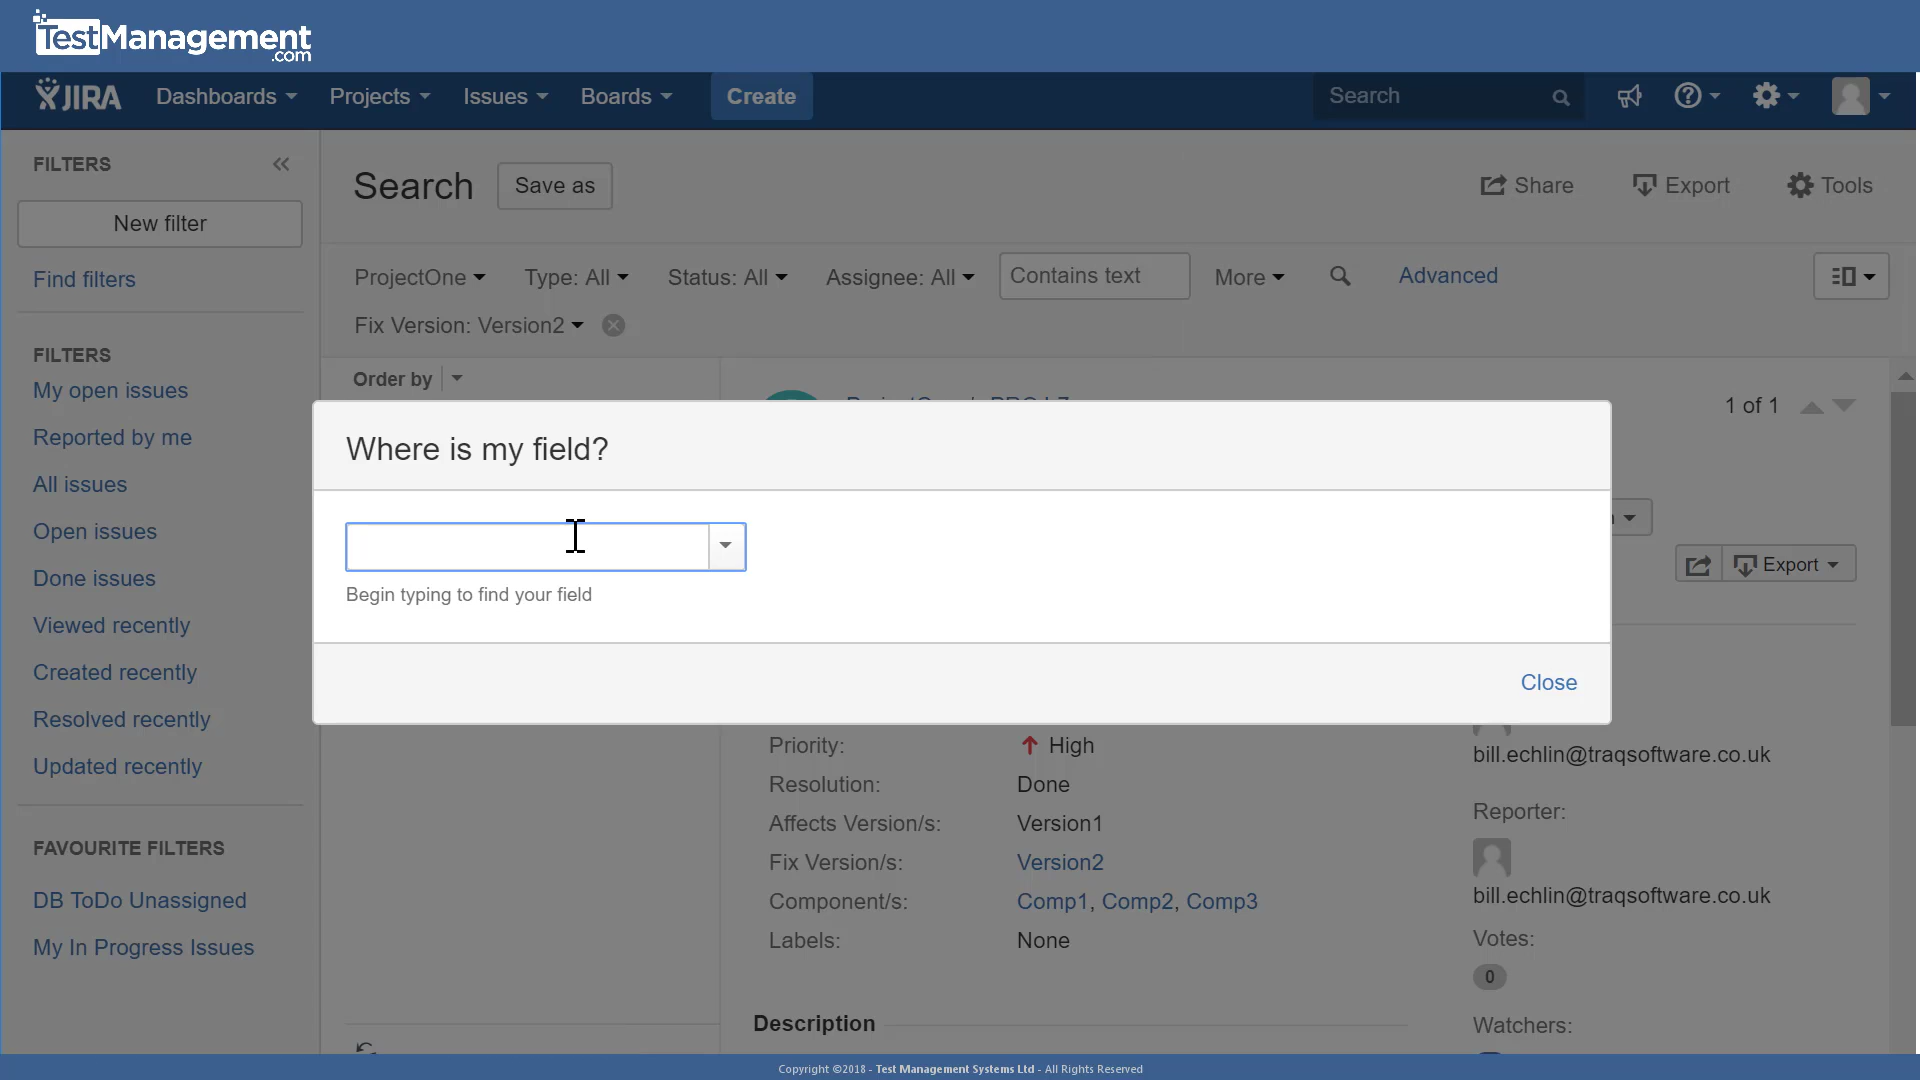 TestManagement
.com
JIRA Dashboards Projects Issues Boards Create Search
FILTERS
New filter
Find filters
FILTERS
My open issues
Reported by me
All issues
Open issues
Done issues
Viewed recently
Created recently
Resolved recently
Updated recently
FAVOURITE FILTERS
DB ToDo Unassigned
My In Progress Issues
Search Save as Share Export Tools
ProjectOne Type: All Status: All Assignee: All Contains text More Advanced
Fix Version: Version2
Order by
1 of 1
Where is my field?
Begin typing to find your field
Close
Export
Priority: High
Resolution: Done
Affects Version/s: Version1
Fix Version/s: Version2
Component/s: Comp1, Comp2, Comp3
Labels: None
Description
bill.echlin@traqsoftware.co.uk
Reporter:
bill.echlin@traqsoftware.co.uk
Votes:
0
Watchers:
Copyright ©2018 - Test Management Systems Ltd - All Rights Reserved